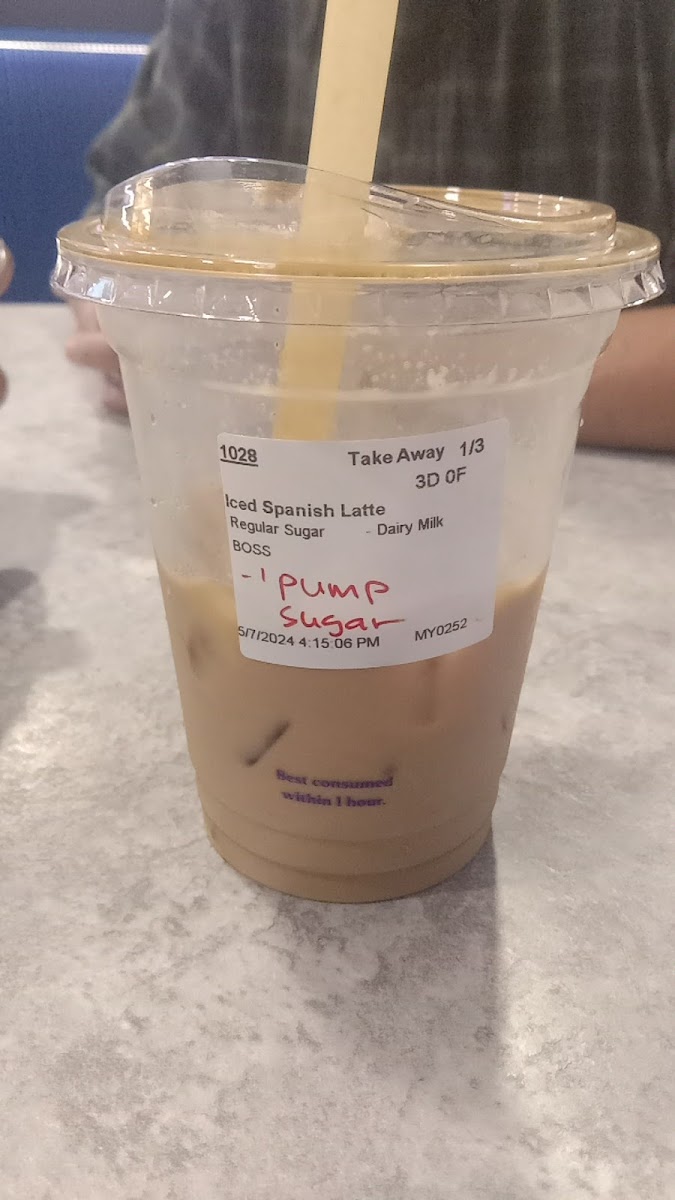 1028 Take Away 1/3
3D 0F
Iced Spanish Latte
Regular Sugar - Dairy Milk
BOSS
-1 pump
sugar
5/7/2024 4:15:06 PM MY0252
Best consumed
within 1 hour.